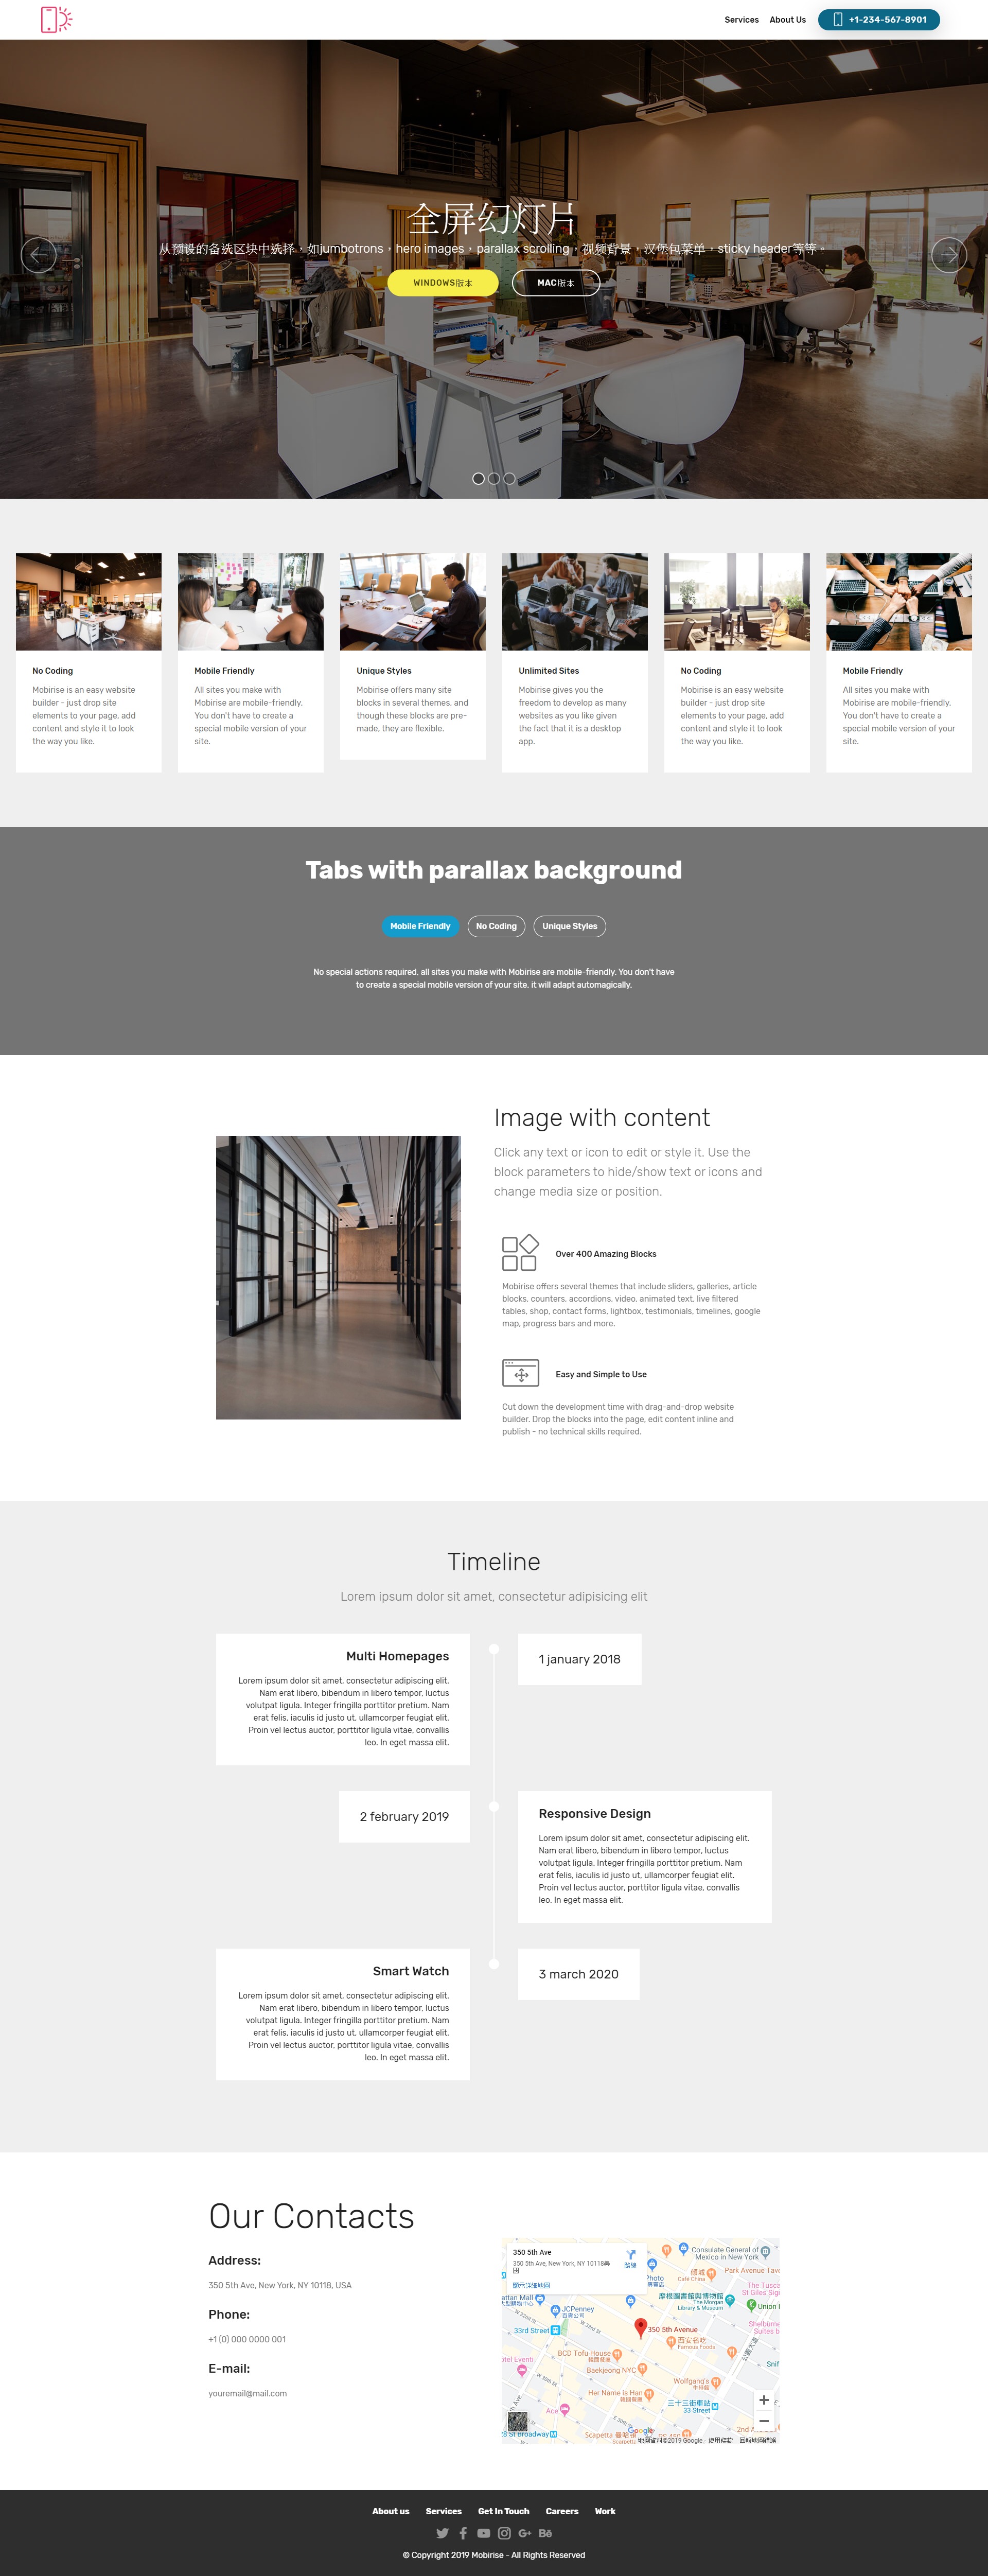 Services About Us +1-234-567-8901
全屏幻灯片
从预设的备选区块中选择，如jumbotrons，hero images，parallax scrolling，视频背景，汉堡包菜单，sticky header等等。
WINDOWS版本 MAC版本
No Coding
Mobirise is an easy website
builder - just drop site
elements to your page, add
content and style it to look
the way you like.
Mobile Friendly
All sites you make with
Mobirise are mobile-friendly.
You don't have to create a
special mobile version of your
site.
Unique Styles
Mobirise offers many site
blocks in several themes, and
though these blocks are pre-
made, they are flexible.
Unlimited Sites
Mobirise gives you the
freedom to develop as many
websites as you like given
the fact that it is a desktop
app.
No Coding
Mobirise is an easy website
builder - just drop site
elements to your page, add
content and style it to look
the way you like.
Mobile Friendly
All sites you make with
Mobirise are mobile-friendly.
You don't have to create a
special mobile version of your
site.
Tabs with parallax background
Mobile Friendly No Coding Unique Styles
No special actions required, all sites you make with Mobirise are mobile-friendly. You don't have
to create a special mobile version of your site, it will adapt automagically.
Image with content
Click any text or icon to edit or style it. Use the
block parameters to hide/show text or icons and
change media size or position.
Over 400 Amazing Blocks
Mobirise offers several themes that include sliders, galleries, article
blocks, counters, accordions, video, animated text, live filtered
tables, shop, contact forms, lightbox, testimonials, timelines, google
map, progress bars and more.
Easy and Simple to Use
Cut down the development time with drag-and-drop website
builder. Drop the blocks into the page, edit content inline and
publish - no technical skills required.
Timeline
Lorem ipsum dolor sit amet, consectetur adipisicing elit
Multi Homepages
Lorem ipsum dolor sit amet, consectetur adipiscing elit.
Nam erat libero, bibendum in libero tempor, luctus
volutpat ligula. Integer fringilla porttitor pretium. Nam
erat felis, iaculis id justo ut, ullamcorper feugiat elit.
Proin vel lectus auctor, porttitor ligula vitae, convallis
leo. In eget massa elit.
1 january 2018
2 february 2019
Responsive Design
Lorem ipsum dolor sit amet, consectetur adipiscing elit.
Nam erat libero, bibendum in libero tempor, luctus
volutpat ligula. Integer fringilla porttitor pretium. Nam
erat felis, iaculis id justo ut, ullamcorper feugiat elit.
Proin vel lectus auctor, porttitor ligula vitae, convallis
leo. In eget massa elit.
Smart Watch
Lorem ipsum dolor sit amet, consectetur adipiscing elit.
Nam erat libero, bibendum in libero tempor, luctus
volutpat ligula. Integer fringilla porttitor pretium. Nam
erat felis, iaculis id justo ut, ullamcorper feugiat elit.
Proin vel lectus auctor, porttitor ligula vitae, convallis
leo. In eget massa elit.
3 march 2020
Our Contacts
Address:
350 5th Ave, New York, NY 10118, USA
Phone:
+1 (0) 000 0000 001
E-mail:
youremail@mail.com
350 5th Ave
350 5th Ave, New York, NY 10118美
國
路線
顯示詳細地圖
Consulate General of
Mexico in New York
Park Avenue Tave
傾城
Café China
摩根圖書館與博物館
The Morgan
Library & Museum
The Tusca
St Giles Sign
JCPenney
百貨公司
Union
Shelburne
Suites b
33rd Street
350 5th Avenue
西安名吃
Famous Foods
BCD Tofu House
韓國餐廳
Baekjeong NYC
Wolfgang's
牛排館
Her Name is Han
韓國餐廳
三十三街車站
33 Street
Ace
Broadway
Scarpetta
Google
地圖資料©2019 Google 使用條款 回報地圖錯誤
About us Services Get In Touch Careers Work
© Copyright 2019 Mobirise - All Rights Reserved